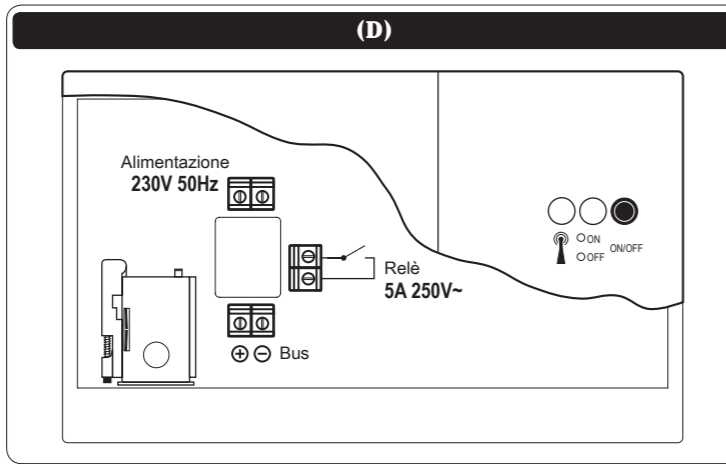 (D)
Alimentazione
230V 50Hz
Relè
5A 250V~
+ − Bus
ON
OFF
ON/OFF